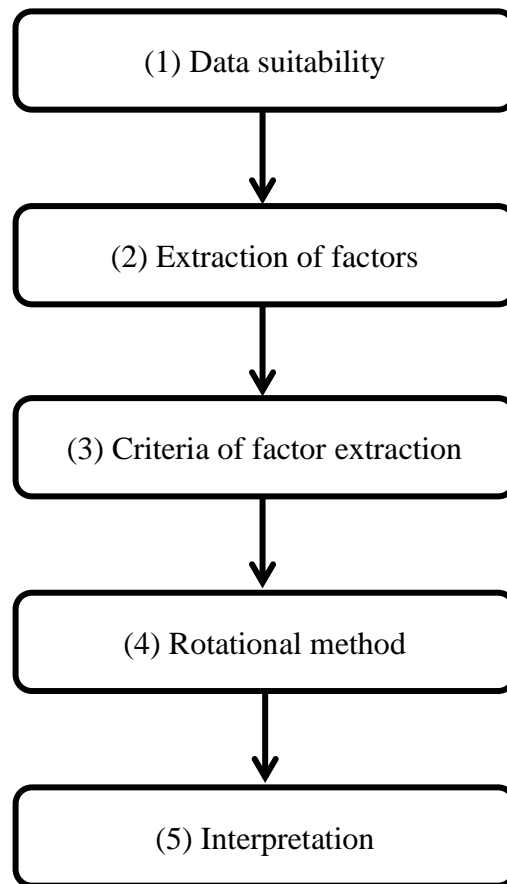 (1) Data suitability
(2) Extraction of factors
(3) Criteria of factor extraction
(4) Rotational method
(5) Interpretation